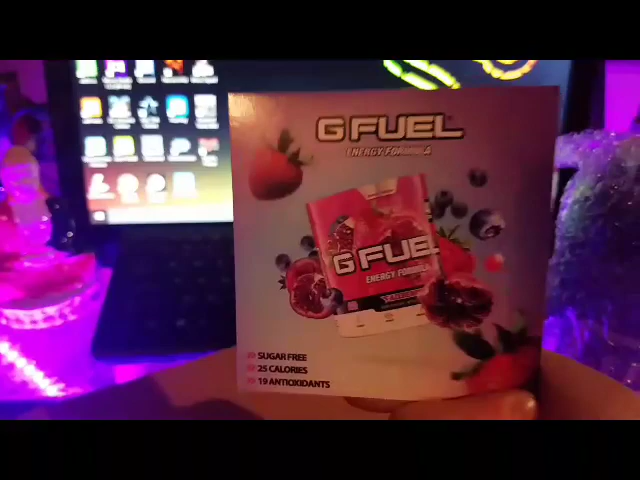 G FUEL
ENERGY FORMULA
G FUEL
ENERGY FORMULA
SUGAR FREE
25 CALORIES
19 ANTIOXIDANTS